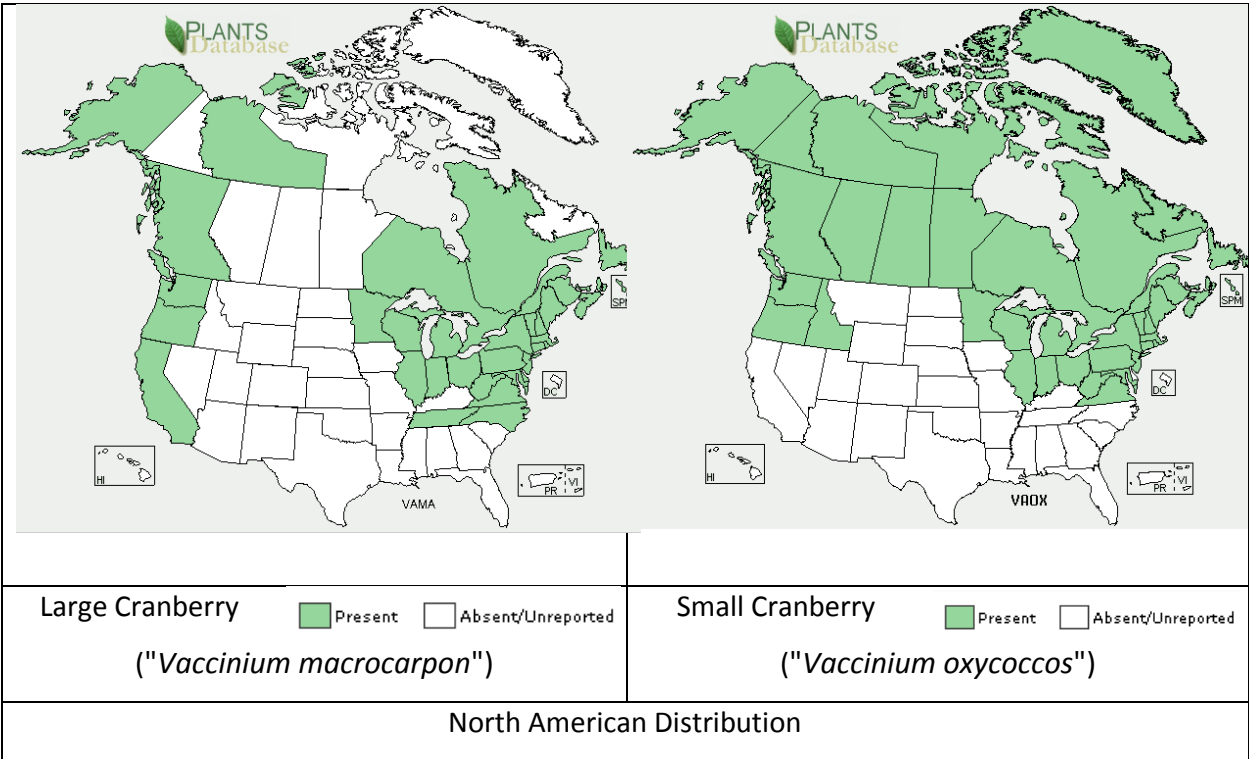 PLANTS
Database
SPM
DC
HI
PR
VI
VAMA
PLANTS
Database
SPM
DC
HI
PR
VI
VAOX
Large Cranberry
Present
Absent/Unreported
("Vaccinium macrocarpon")
Small Cranberry
Present
Absent/Unreported
("Vaccinium oxycoccos")
North American Distribution